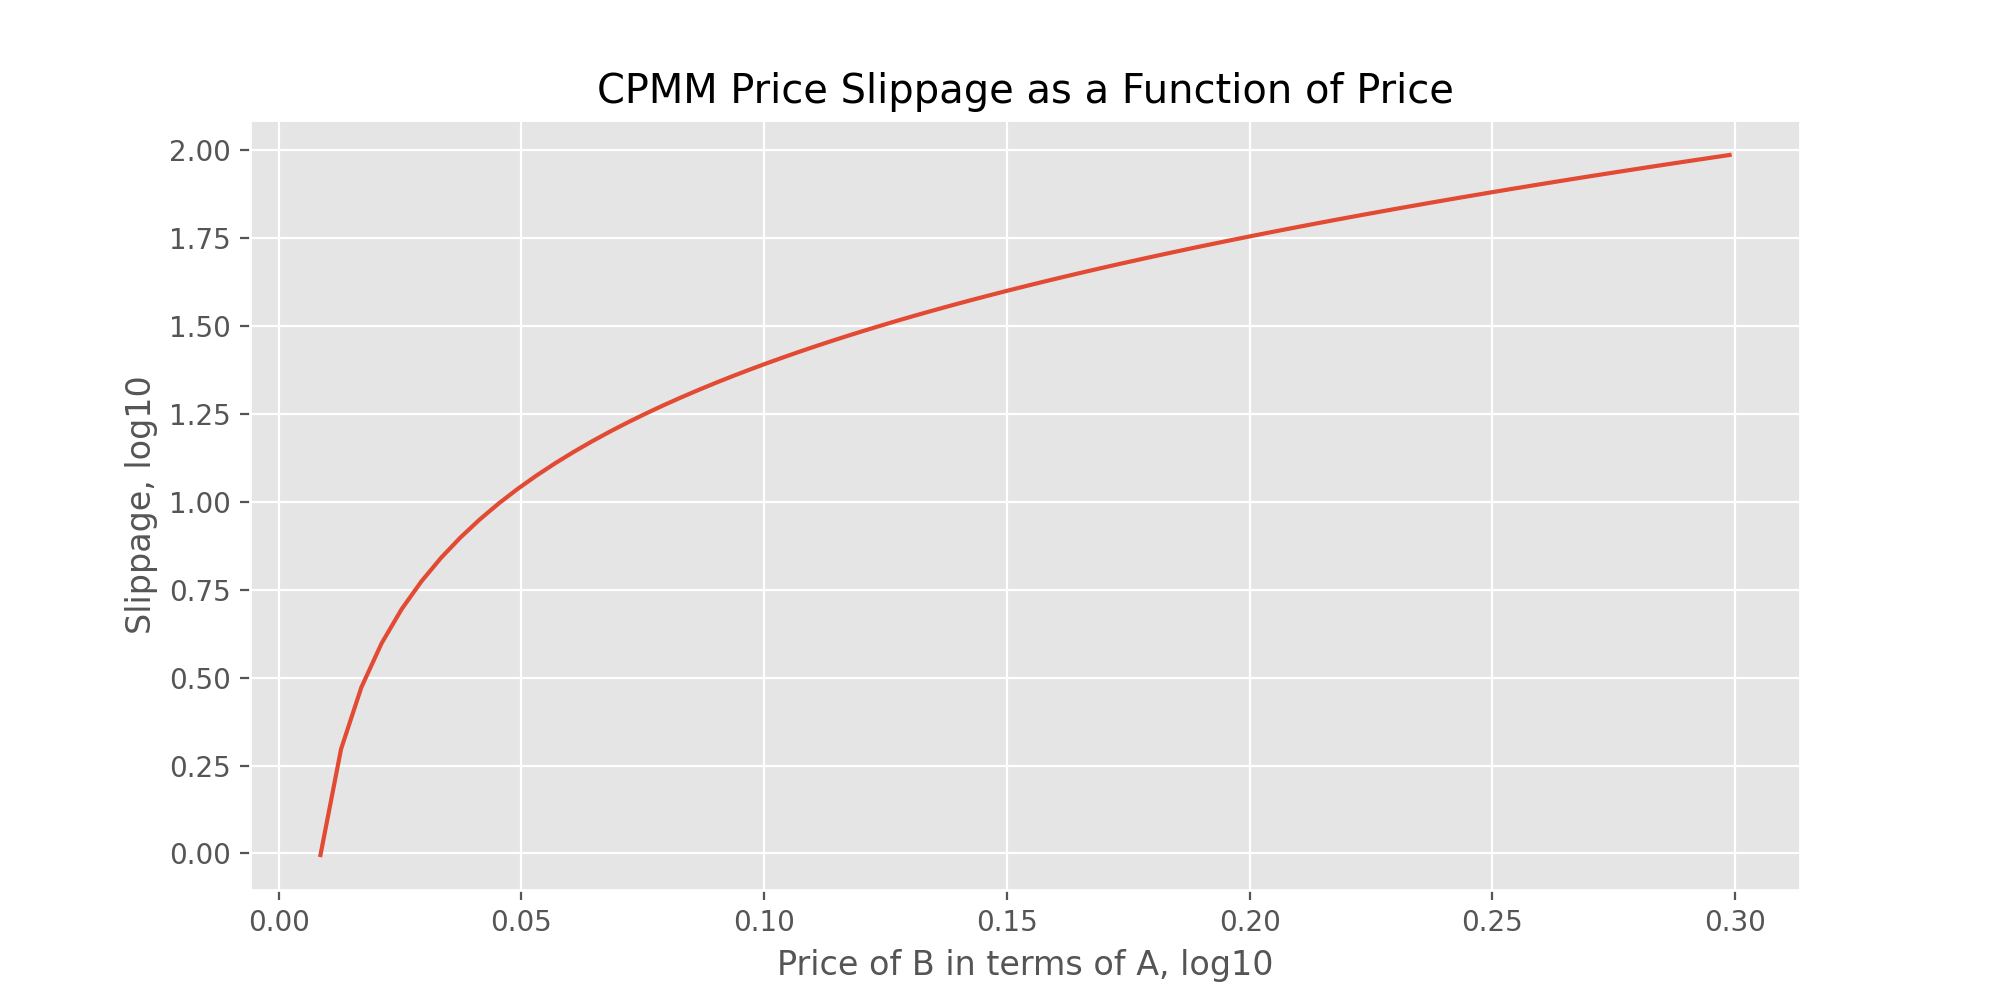 CPMM Price Slippage as a Function of Price
2.00
1.75
1.50
1.25
1.00
0.75
0.50
0.25
0.00
Slippage, log10
0.00 0.05 0.10 0.15 0.20 0.25 0.30
Price of B in terms of A, log10